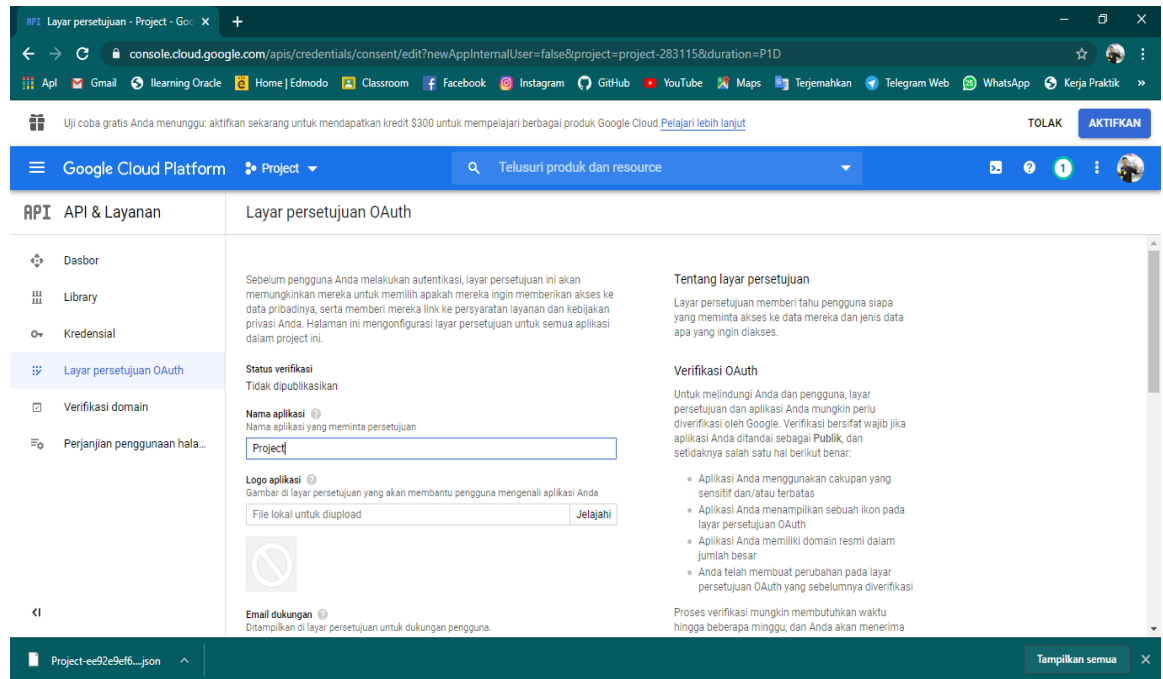 API Layar persetujuan - Project - Goo
console.cloud.google.com/apis/credentials/consent/edit?newAppInternalUser=false&project=project-283115&duration=P1D
Apl Gmail Ilearning Oracle Home | Edmodo Classroom Facebook Instagram GitHub YouTube Maps Terjemahkan Telegram Web WhatsApp Kerja Praktik »
Uji coba gratis Anda menunggu: aktifkan sekarang untuk mendapatkan kredit $300 untuk mempelajari berbagai produk Google Cloud. Pelajari lebih lanjut
TOLAK AKTIFKAN
Google Cloud Platform Project Telusuri produk dan resource 1
API API & Layanan
Dasbor
Library
Kredensial
Layar persetujuan OAuth
Verifikasi domain
Perjanjian penggunaan hala...
Layar persetujuan OAuth
Sebelum pengguna Anda melakukan autentikasi, layar persetujuan ini akan
memungkinkan mereka untuk memilih apakah mereka ingin memberikan akses ke
data pribadinya, serta memberi mereka link ke persyaratan layanan dan kebijakan
privasi Anda. Halaman ini mengonfigurasi layar persetujuan untuk semua aplikasi
dalam project ini.
Status verifikasi
Tidak dipublikasikan
Nama aplikasi
Nama aplikasi yang meminta persetujuan
Project
Logo aplikasi
Gambar di layar persetujuan yang akan membantu pengguna mengenali aplikasi Anda
File lokal untuk diupload Jelajahi
Email dukungan
Ditampilkan di layar persetujuan untuk dukungan pengguna.
Tentang layar persetujuan
Layar persetujuan memberi tahu pengguna siapa
yang meminta akses ke data mereka dan jenis data
apa yang ingin diakses.
Verifikasi OAuth
Untuk melindungi Anda dan pengguna, layar
persetujuan dan aplikasi Anda mungkin perlu
diverifikasi oleh Google. Verifikasi bersifat wajib jika
aplikasi Anda ditandai sebagai Publik, dan
setidaknya salah satu hal berikut benar:
Aplikasi Anda menggunakan cakupan yang
sensitif dan/atau terbatas
Aplikasi Anda menampilkan sebuah ikon pada
layar persetujuan OAuth
Aplikasi Anda memiliki domain resmi dalam
jumlah besar
Anda telah membuat perubahan pada layar
persetujuan OAuth yang sebelumnya diverifikasi
Proses verifikasi mungkin membutuhkan waktu
hingga beberapa minggu, dan Anda akan menerima
Project-ee92e9ef6....json
Tampilkan semua